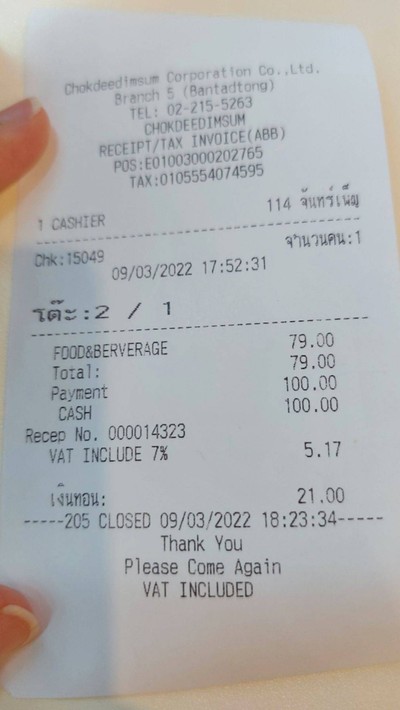 Chokdeedimsum Corporation Co.,Ltd.
Branch 5 (Bantadtong)
TEL: 02-215-5263
CHOKDEEDIMSUM
RECEIPT/TAX INVOICE(ABB)
POS:E01003000202765
TAX:0105554074595
1 CASHIER 114 จันทร์เพ็ญ
Chk:15049 จำนวนคน:1
09/03/2022 17:52:31
โต๊ะ:2 / 1
FOOD&BERVERAGE 79.00
Total: 79.00
Payment 100.00
CASH 100.00
Recep No. 000014323
VAT INCLUDE 7% 5.17
เงินทอน: 21.00
-----205 CLOSED 09/03/2022 18:23:34-----
Thank You
Please Come Again
VAT INCLUDED